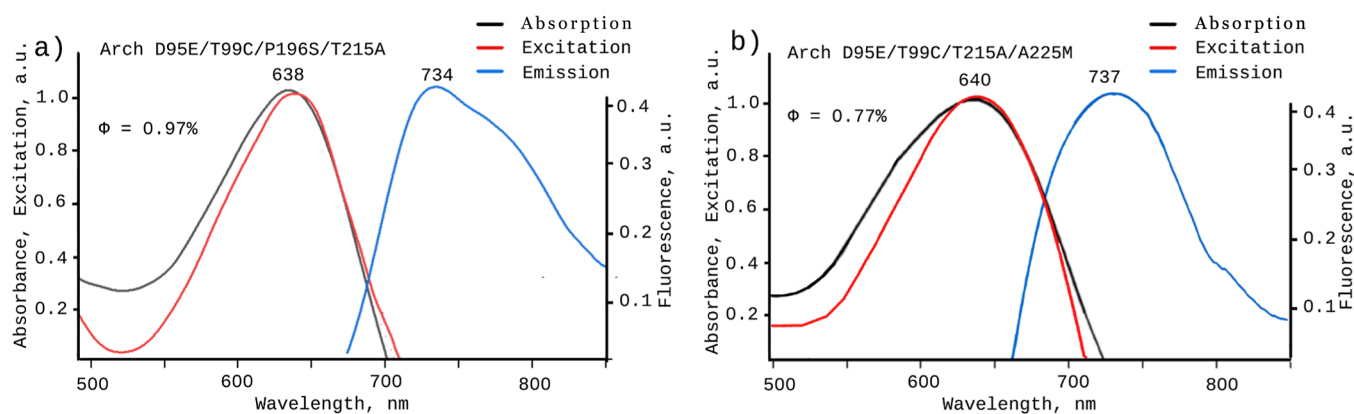 a)
Arch D95E/T99C/P196S/T215A
Absorption
Excitation
Emission
638
734
Φ = 0.97%
Absorbance, Excitation, a.u.
1.0
0.8
0.6
0.4
0.2
Fluorescence, a.u.
0.4
0.3
0.2
0.1
500 600 700 800
Wavelength, nm
b)
Arch D95E/T99C/T215A/A225M
Absorption
Excitation
Emission
640
737
Φ = 0.77%
Absorbance, Excitation, a.u.
1.0
0.8
0.6
0.4
0.2
Fluorescence, a.u.
0.4
0.3
0.2
0.1
500 600 700 800
Wavelength, nm